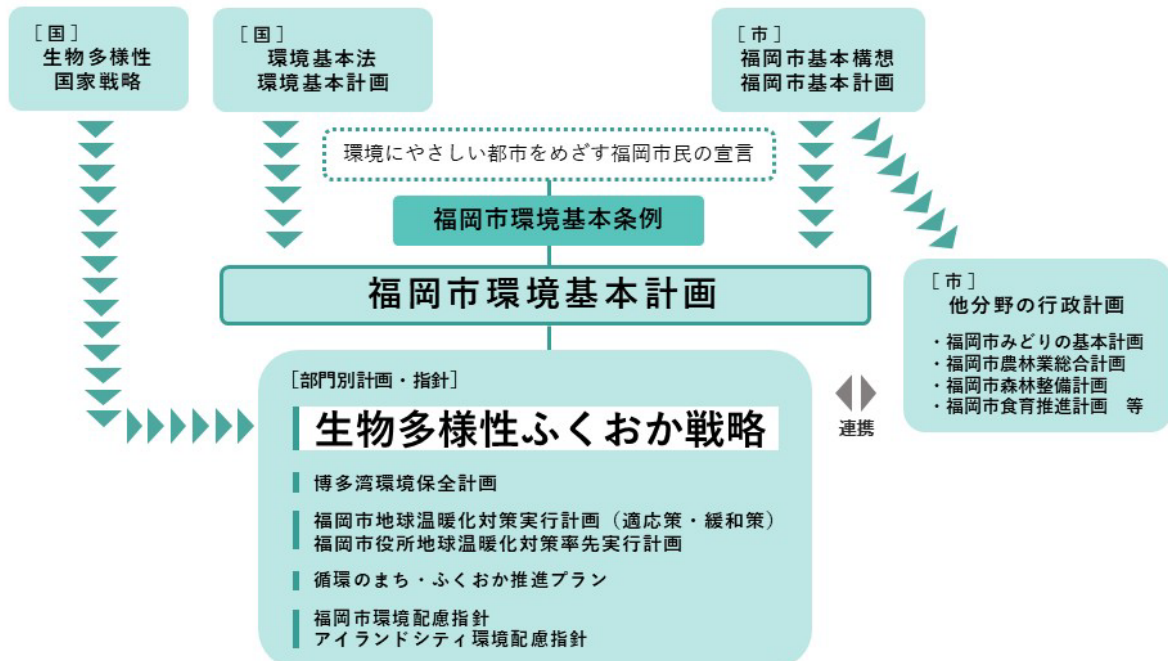 [国]
生物多様性
国家戦略
[国]
環境基本法
環境基本計画
[市]
福岡市基本構想
福岡市基本計画
環境にやさしい都市をめざす福岡市民の宣言
福岡市環境基本条例
福岡市環境基本計画
[市]
他分野の行政計画
・福岡市みどりの基本計画
・福岡市農林業総合計画
・福岡市森林整備計画
・福岡市食育推進計画 等
連携
[部門別計画・指針]
生物多様性ふくおか戦略
博多湾環境保全計画
福岡市地球温暖化対策実行計画（適応策・緩和策）
福岡市役所地球温暖化対策率先実行計画
循環のまち・ふくおか推進プラン
福岡市環境配慮指針
アイランドシティ環境配慮指針